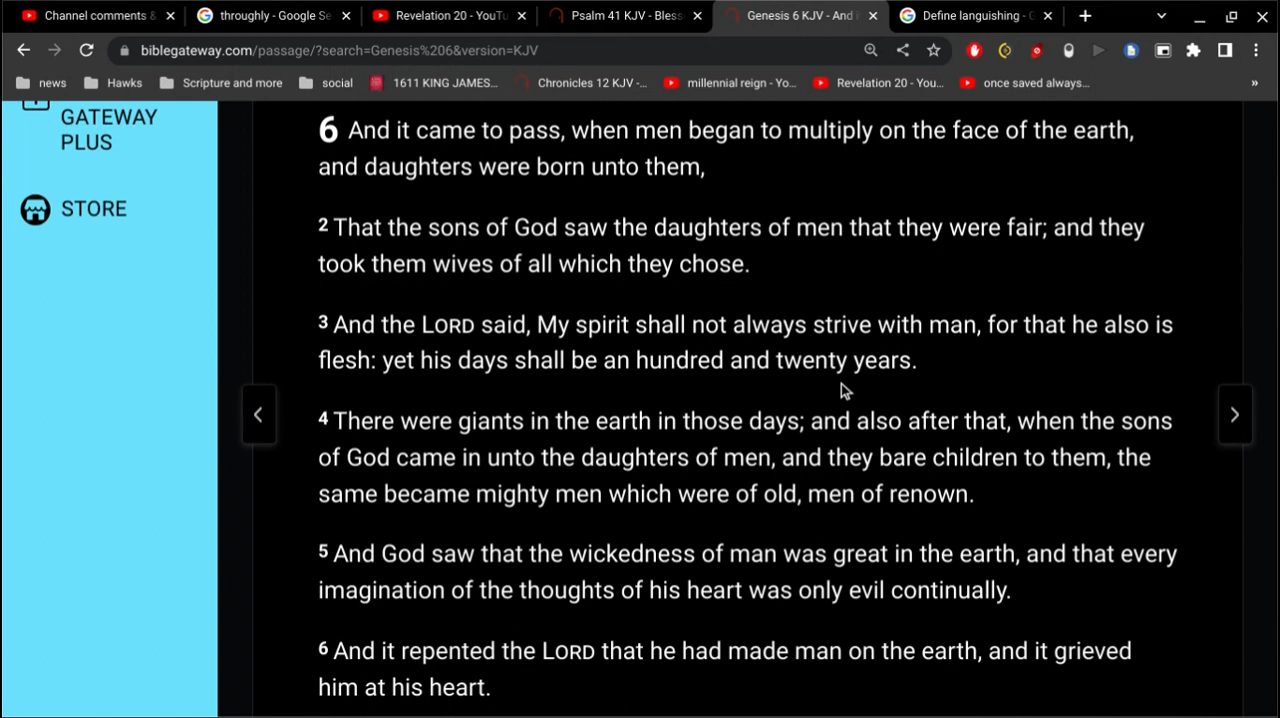 Channel comments &
throughly - Google Se
Revelation 20 - YouTu
Psalm 41 KJV - Bless
Genesis 6 KJV - And i
Define languishing - G
biblegateway.com/passage/?search=Genesis%206&version=KJV
news
Hawks
Scripture and more
social
1611 KING JAMES...
Chronicles 12 KJV -...
millennial reign - Yo...
Revelation 20 - You...
once saved always...
»
GATEWAY
PLUS
STORE
6 And it came to pass, when men began to multiply on the face of the earth,
and daughters were born unto them,
2 That the sons of God saw the daughters of men that they were fair; and they
took them wives of all which they chose.
3 And the LORD said, My spirit shall not always strive with man, for that he also is
flesh: yet his days shall be an hundred and twenty years.
4 There were giants in the earth in those days; and also after that, when the sons
of God came in unto the daughters of men, and they bare children to them, the
same became mighty men which were of old, men of renown.
5 And God saw that the wickedness of man was great in the earth, and that every
imagination of the thoughts of his heart was only evil continually.
6 And it repented the LORD that he had made man on the earth, and it grieved
him at his heart.